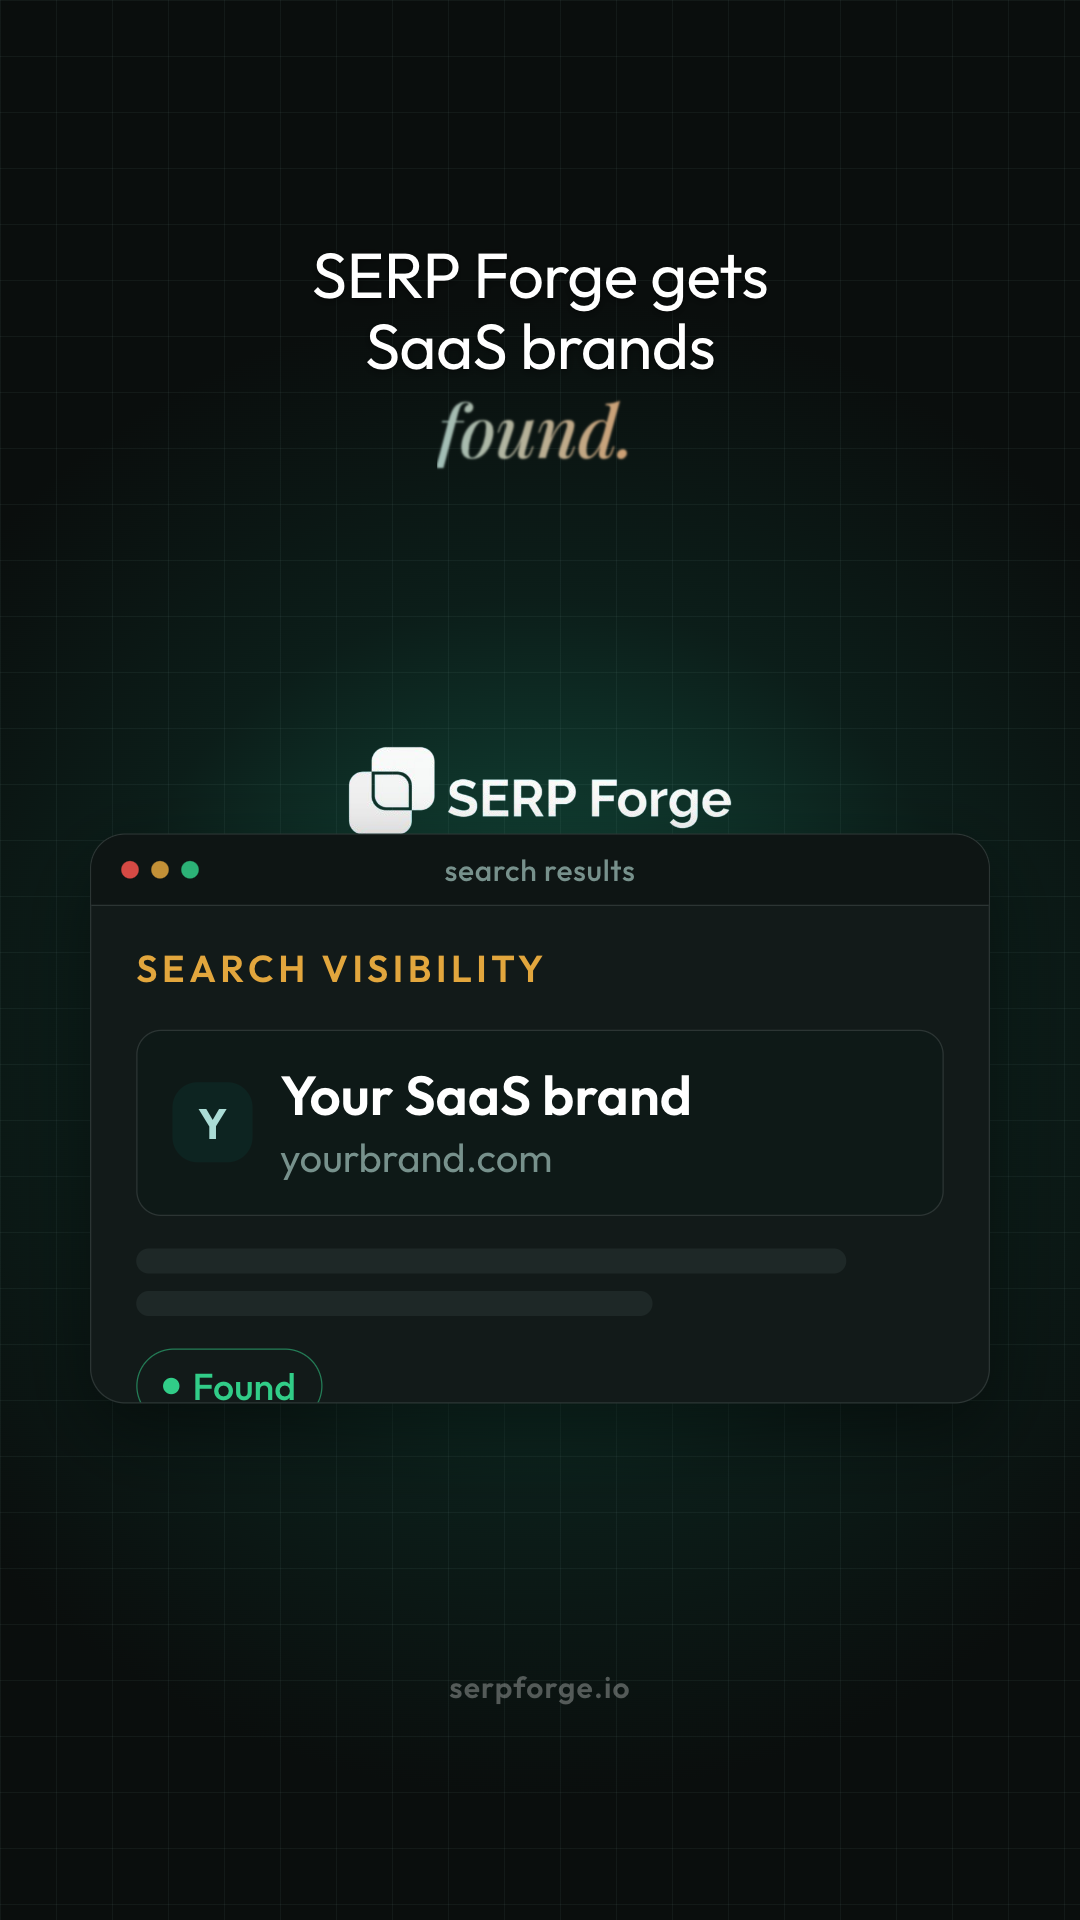 SERP Forge gets
SaaS brands
found.
SERP Forge
search results
SEARCH VISIBILITY
Y
Your SaaS brand
yourbrand.com
Found
serpforge.io